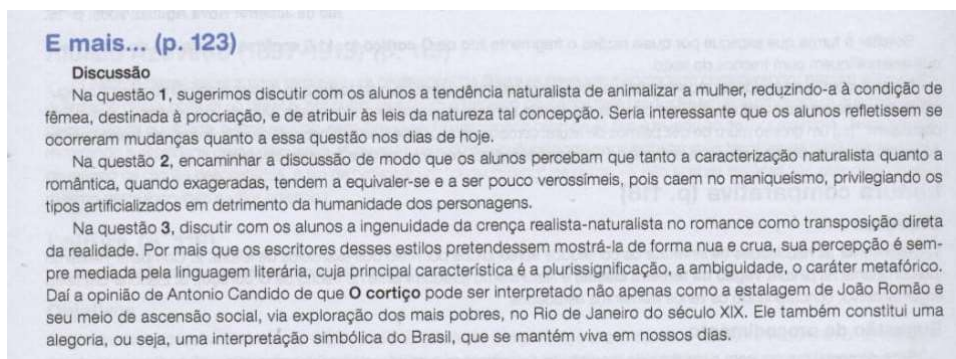 E mais... (p. 123)
Discussão
Na questão 1, sugerimos discutir com os alunos a tendência naturalista de animalizar a mulher, reduzindo-a à condição de
fêmea, destinada à procriação, e de atribuir às leis da natureza tal concepção. Seria interessante que os alunos refletissem se
ocorreram mudanças quanto a essa questão nos dias de hoje.
Na questão 2, encaminhar a discussão de modo que os alunos percebam que tanto a caracterização naturalista quanto a
romântica, quando exageradas, tendem a equivaler-se e a ser pouco verossímeis, pois caem no maniqueísmo, privilegiando os
tipos artificializados em detrimento da humanidade dos personagens.
Na questão 3, discutir com os alunos a ingenuidade da crença realista-naturalista no romance como transposição direta
da realidade. Por mais que os escritores desses estilos pretendessem mostrá-la de forma nua e crua, sua percepção é sem-
pre mediada pela linguagem literária, cuja principal característica é a plurissignificação, a ambiguidade, o caráter metafórico.
Daí a opinião de Antonio Candido de que O cortiço pode ser interpretado não apenas como a estalagem de João Romão e
seu meio de ascensão social, via exploração dos mais pobres, no Rio de Janeiro do século XIX. Ele também constitui uma
alegoria, ou seja, uma interpretação simbólica do Brasil, que se mantém viva em nossos dias.